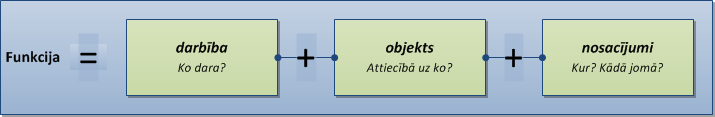 Funkcija = darbība + objekts + nosacījumi
Ko dara? Attiecībā uz ko? Kur? Kādā jomā?